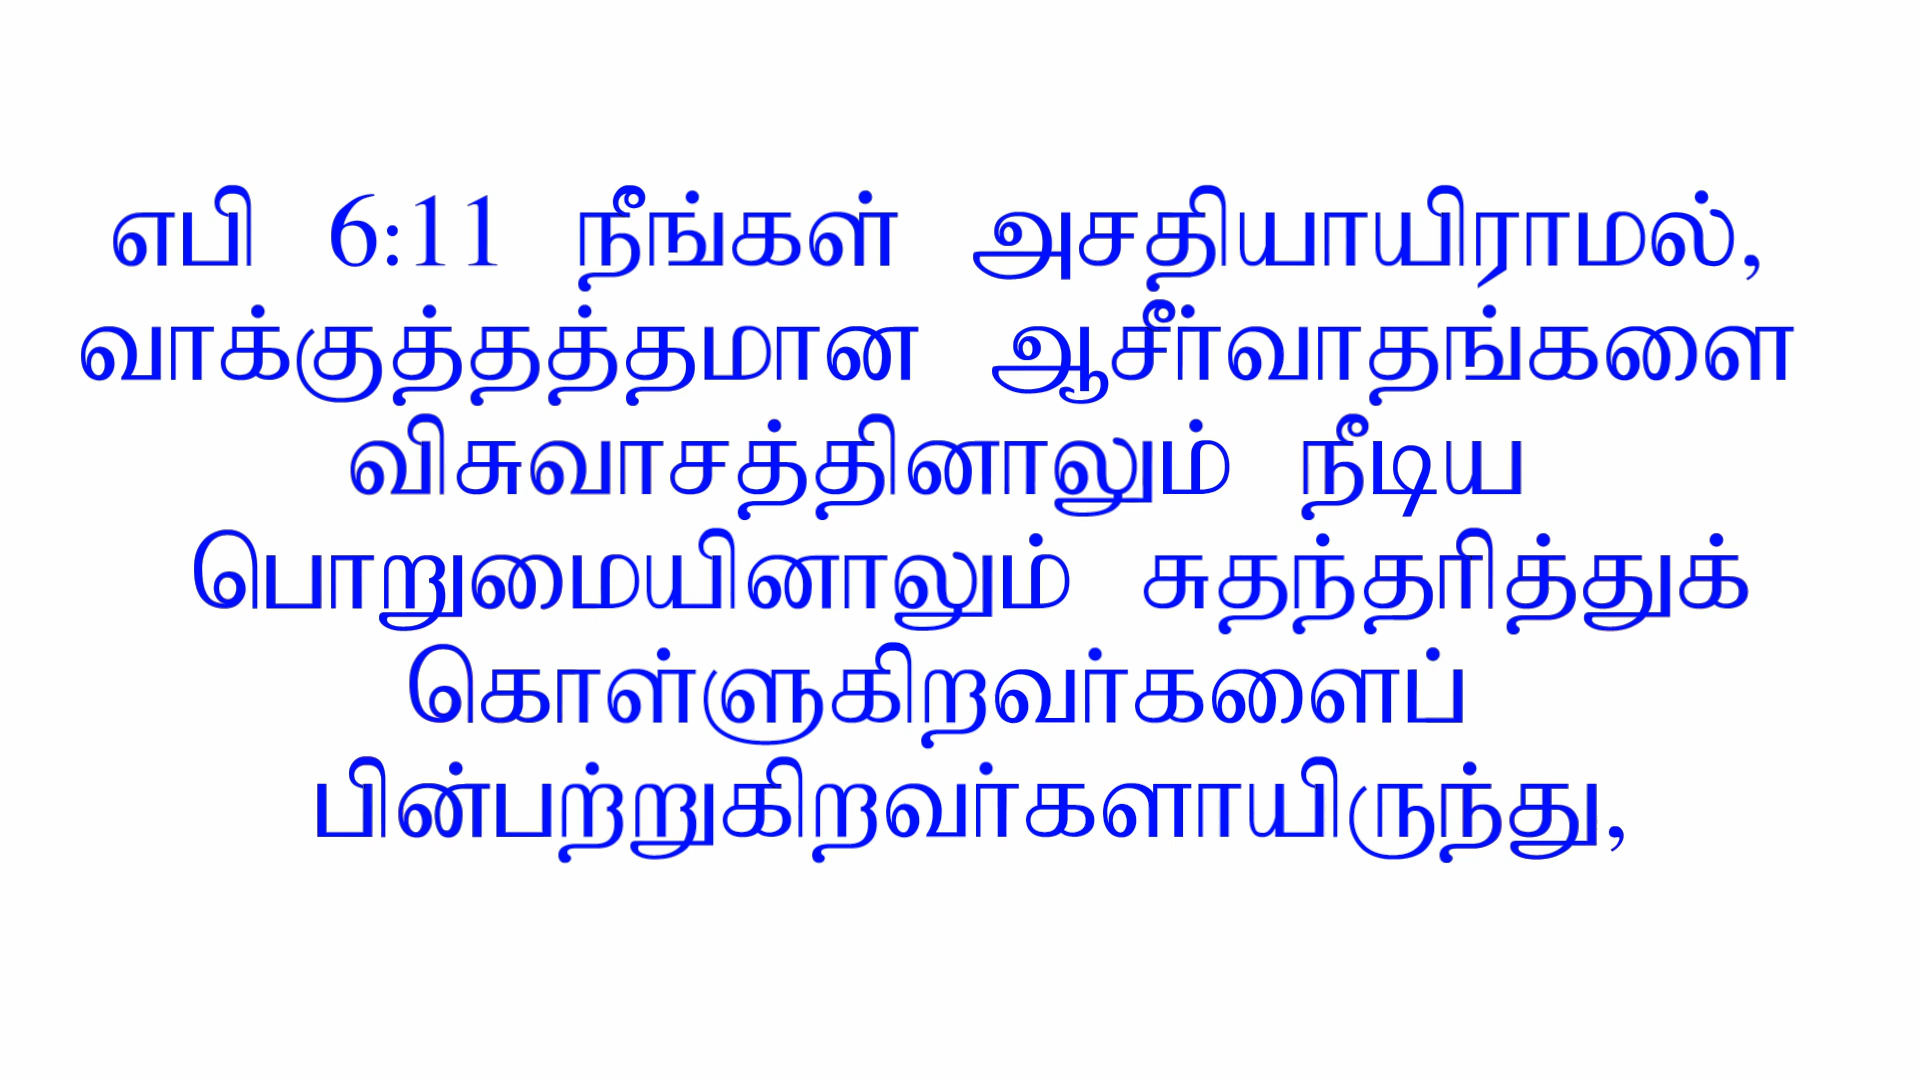 எபி 6:11 நீங்கள் அசதியாயிராமல்,
வாக்குத்தத்தமான ஆசீர்வாதங்களை
விசுவாசத்தினாலும் நீடிய
பொறுமையினாலும் சுதந்தரித்துக்
கொள்ளுகிறவர்களைப்
பின்பற்றுகிறவர்களாயிருந்து,